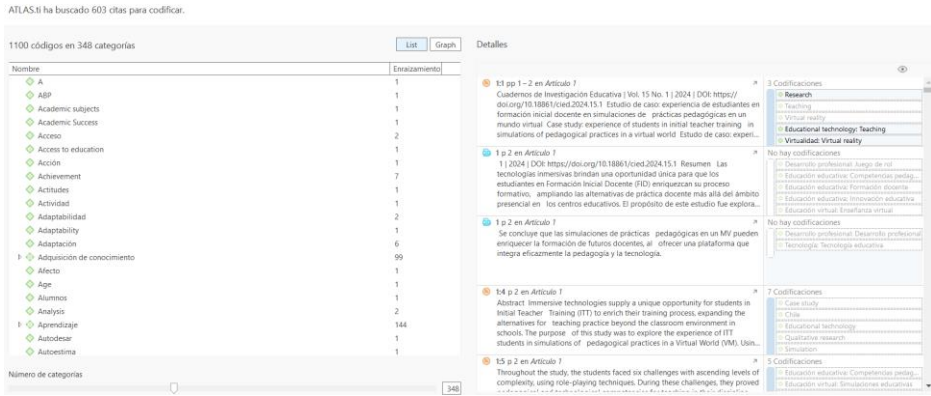 ATLAS.ti ha buscado 603 citas para codificar.
1100 códigos en 348 categorías
List
Graph
Nombre
Enraizamiento
A 1
ABP 1
Academic subjects 1
Academic Success 1
Acceso 2
Access to education 1
Acción 1
Achievement 7
Actitudes 1
Actividad 1
Adaptabilidad 2
Adaptability 1
Adaptación 6
Adquisición de conocimiento 99
Afecto 1
Age 1
Alumnos 1
Analysis 2
Aprendizaje 144
Autodesar 1
Autoestima 1
Número de categorías
348
Detalles
1:1 pp 1 – 2 en Artículo 1
Cuadernos de Investigación Educativa | Vol. 15 No. 1 | 2024 | DOI: https://
doi.org/10.18861/cied.2024.15.1 Estudio de caso: experiencia de estudiantes en
formación inicial docente en simulaciones de prácticas pedagógicas en un
mundo virtual Case study: experience of students in initial teacher training in
simulations of pedagogical practices in a virtual world Estudo de caso: experi...
3 Codificaciones
Research
Teaching
Virtual reality
Educational technology: Teaching
Virtualidad: Virtual reality
1 p 2 en Artículo 1
1 | 2024 | DOI: https://doi.org/10.18861/cied.2024.15.1 Resumen Las
tecnologías inmersivas brindan una oportunidad única para que los
estudiantes en Formación Inicial Docente (FID) enriquezcan su proceso
formativo, ampliando las alternativas de práctica docente más allá del ámbito
presencial en los centros educativos. El propósito de este estudio fue explora...
No hay codificaciones
Desarrollo profesional: Juego de rol
Educación educativa: Competencias pedag...
Educación educativa: Formación docente
Educación educativa: Innovación educativa
Educación virtual: Enseñanza virtual
1 p 2 en Artículo 1
Se concluye que las simulaciones de prácticas pedagógicas en un MV pueden
enriquecer la formación de futuros docentes, al ofrecer una plataforma que
integra eficazmente la pedagogía y la tecnología.
No hay codificaciones
Desarrollo profesional: Desarrollo profesional
Tecnología: Tecnología educativa
1:4 p 2 en Artículo 1
Abstract Immersive technologies supply a unique opportunity for students in
Initial Teacher Training (ITT) to enrich their training process, expanding the
alternatives for teaching practice beyond the classroom environment in
schools. The purpose of this study was to explore the experience of ITT
students in simulations of pedagogical practices in a Virtual World (VM). Usin...
7 Codificaciones
Case study
Chile
Educational technology
Qualitative research
Simulation
1:5 p 2 en Artículo 1
Throughout the study, the students faced six challenges with ascending levels of
complexity, using role-playing techniques. During these challenges, they proved
5 Codificaciones
Educación educativa: Competencias pedag...
Educación virtual: Simulaciones educativas